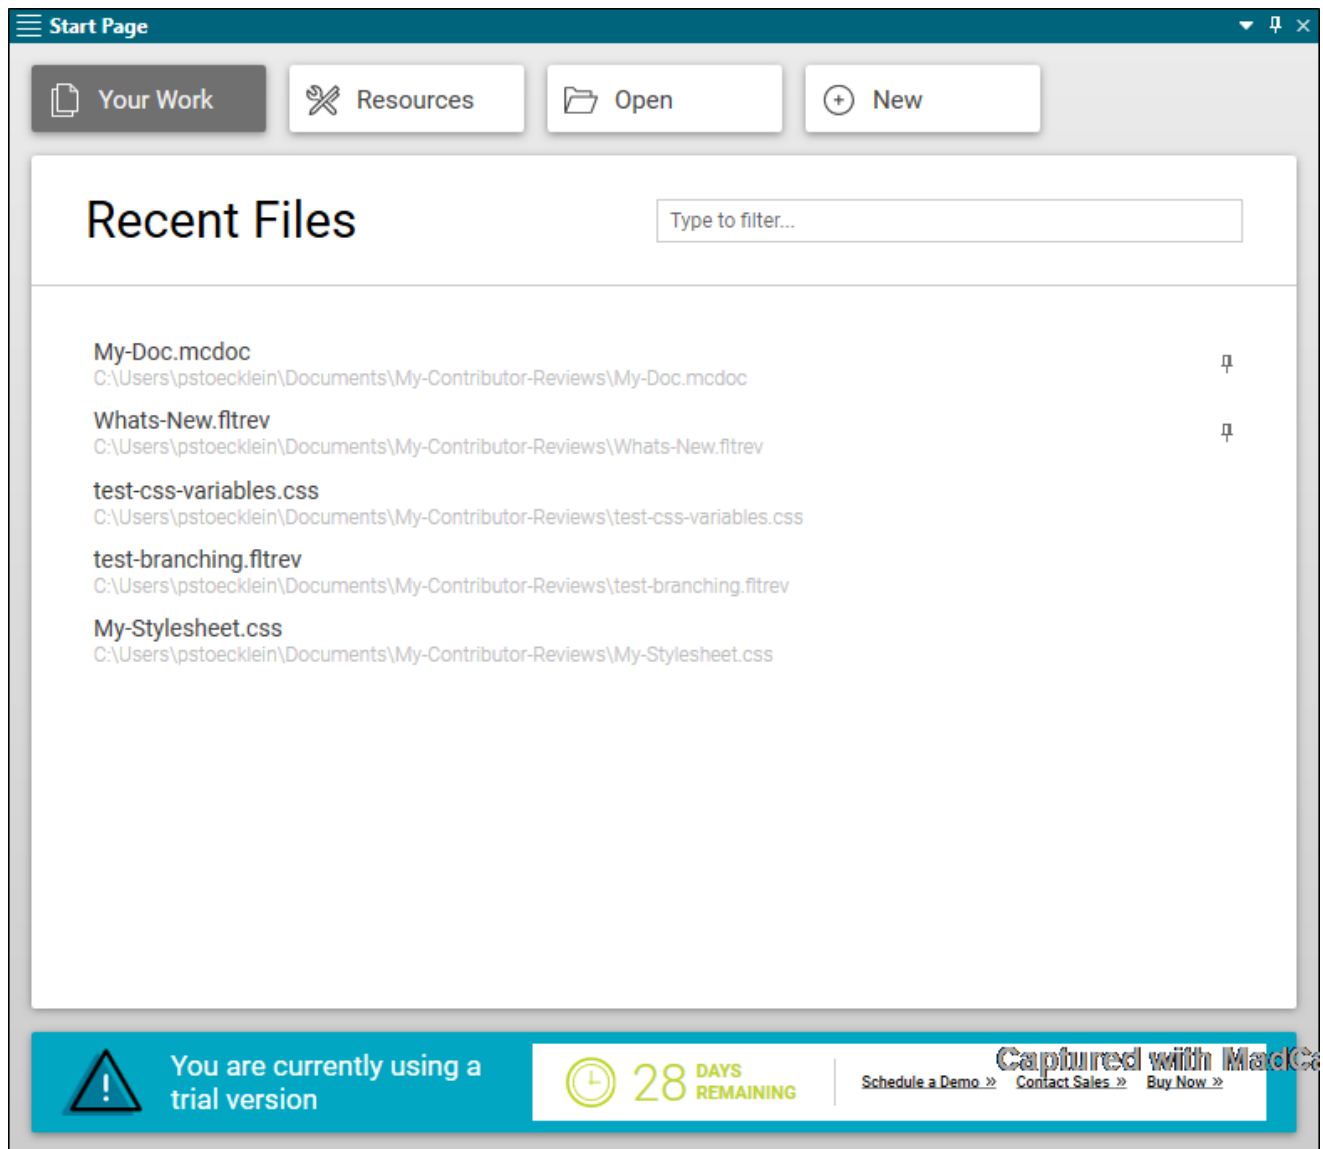 Start Page
Your Work
Resources
Open
New
Recent Files
Type to filter...
My-Doc.mcdoc
C:\Users\pstoecklein\Documents\My-Contributor-Reviews\My-Doc.mcdoc
Whats-New.fltrev
C:\Users\pstoecklein\Documents\My-Contributor-Reviews\Whats-New.fltrev
test-css-variables.css
C:\Users\pstoecklein\Documents\My-Contributor-Reviews\test-css-variables.css
test-branching.fltrev
C:\Users\pstoecklein\Documents\My-Contributor-Reviews\test-branching.fltrev
My-Stylesheet.css
C:\Users\pstoecklein\Documents\My-Contributor-Reviews\My-Stylesheet.css
You are currently using a
trial version
28 DAYS
REMAINING
Captured with MadCa
Schedule a Demo » Contact Sales » Buy Now »